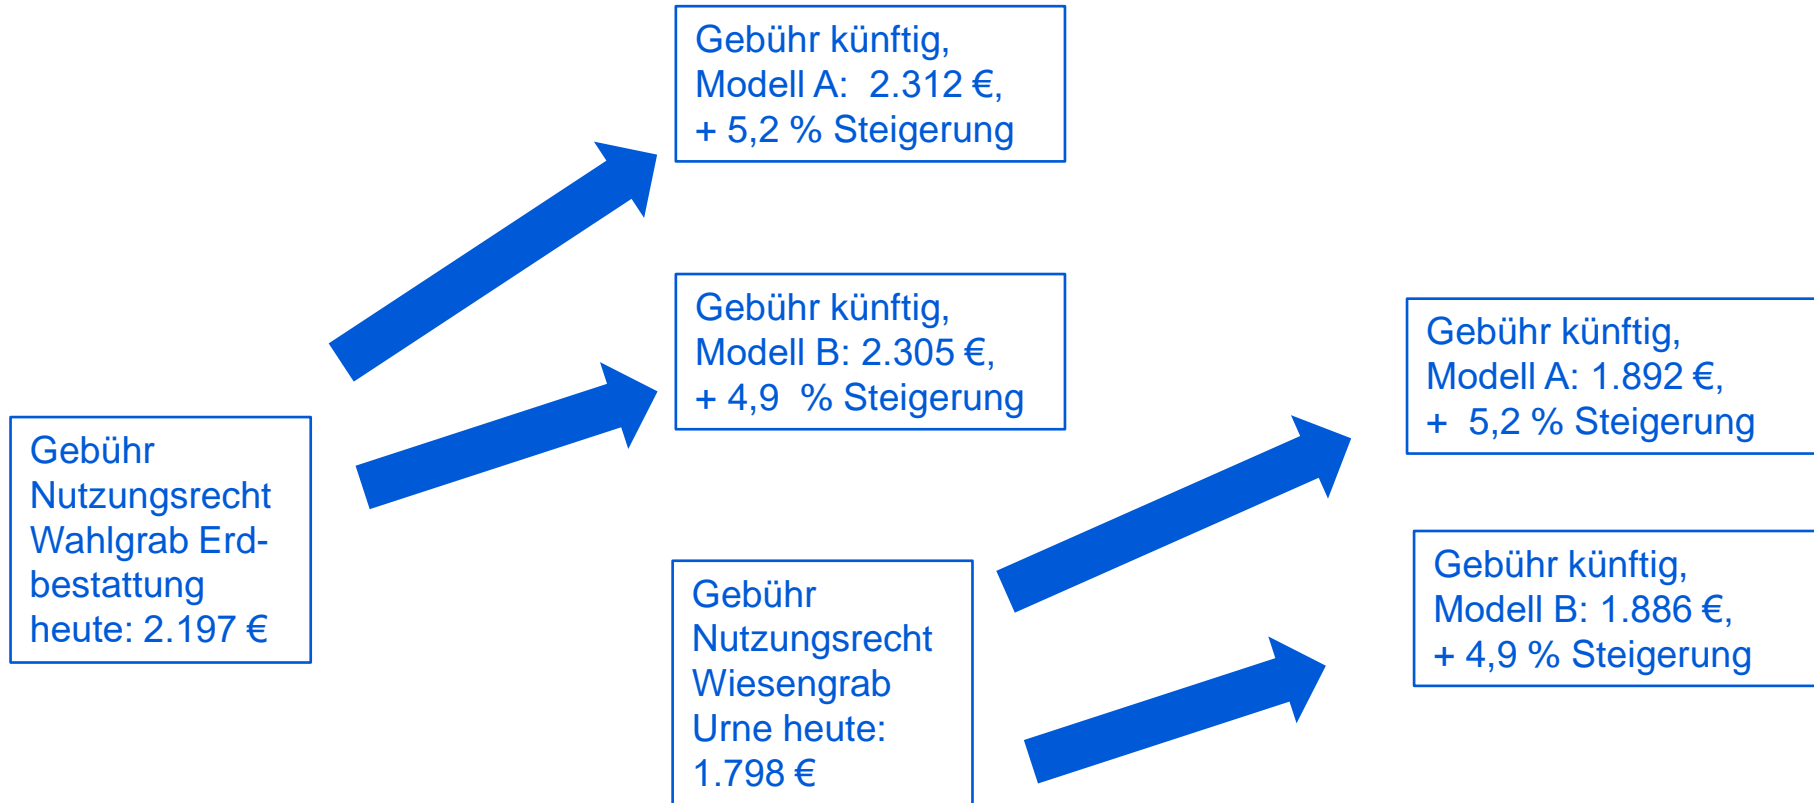 Gebühr künftig,
Modell A:  2.312 €,
+ 5,2 % Steigerung
Gebühr künftig,
Modell B: 2.305 €,
+ 4,9  % Steigerung
Gebühr
Nutzungsrecht
Wahlgrab Erd-
bestattung
heute: 2.197 €
Gebühr künftig,
Modell A: 1.892 €,
+  5,2 % Steigerung
Gebühr künftig,
Modell B: 1.886 €,
+ 4,9 % Steigerung
Gebühr
Nutzungsrecht
Wiesengrab
Urne heute:
1.798 €